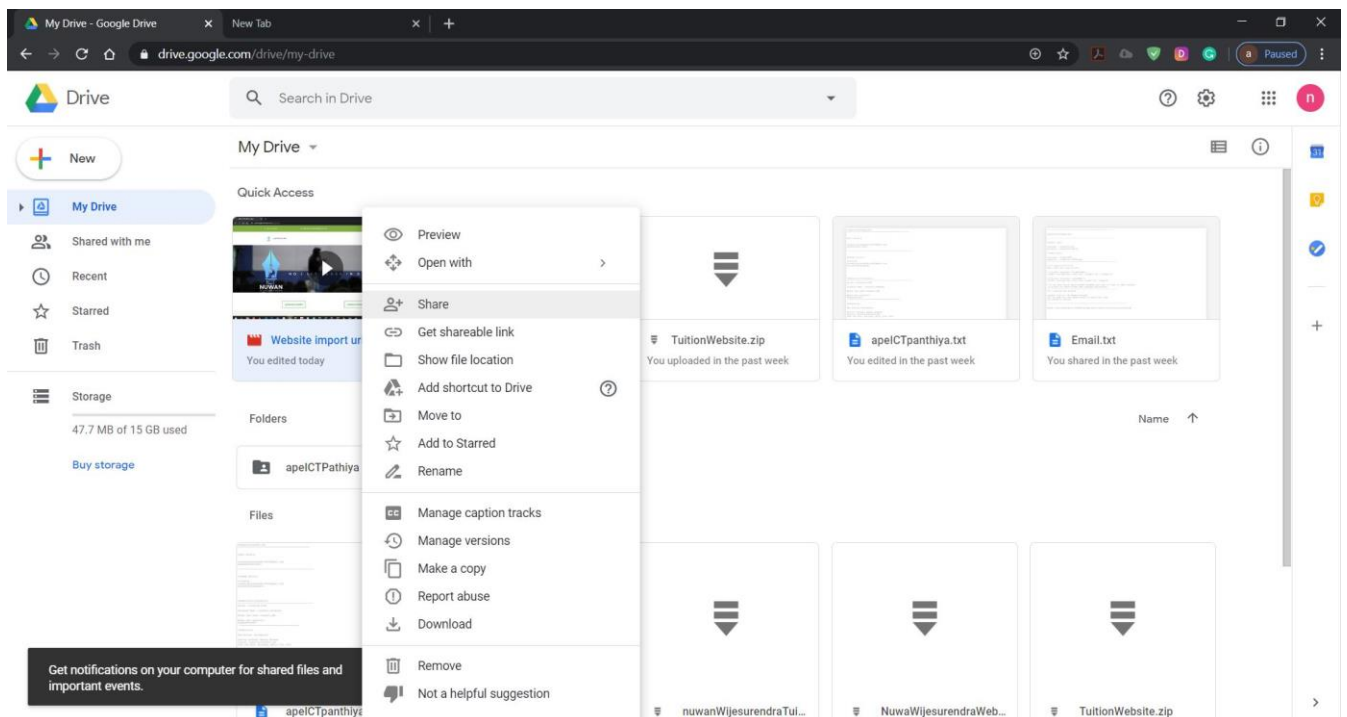 My Drive - Google Drive
New Tab
drive.google.com/drive/my-drive
a Paused
Drive
Search in Drive
n
New
My Drive
31
Quick Access
My Drive
Shared with me
Recent
Starred
Trash
Storage
47.7 MB of 15 GB used
Buy storage
NUWAN
Website import ur
You edited today
TuitionWebsite.zip
You uploaded in the past week
apeICTpanthiya.txt
You edited in the past week
Email.txt
You shared in the past week
Preview
Open with
Share
Get shareable link
Show file location
Add shortcut to Drive
Move to
Add to Starred
Rename
Manage caption tracks
Manage versions
Make a copy
Report abuse
Download
Remove
Not a helpful suggestion
Folders
Name
apeICTPathiya
Files
Get notifications on your computer for shared files and
important events.
apeICTpanthiya
nuwanWijesurendraTui...
NuwaWijesurendraWeb...
TuitionWebsite.zip